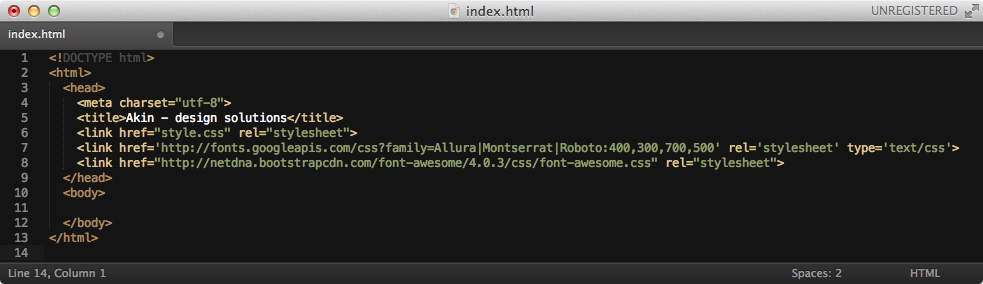 index.html
UNREGISTERED
index.html
1 <!DOCTYPE html>
2 <html>
3   <head>
4     <meta charset="utf-8">
5     <title>Akin - design solutions</title>
6     <link href="style.css" rel="stylesheet">
7     <link href='http://fonts.googleapis.com/css?family=Allura|Montserrat|Roboto:400,300,700,500' rel='stylesheet' type='text/css'>
8     <link href="http://netdna.bootstrapcdn.com/font-awesome/4.0.3/css/font-awesome.css" rel="stylesheet">
9   </head>
10   <body>
11
12   </body>
13 </html>
14
Line 14, Column 1
Spaces: 2
HTML